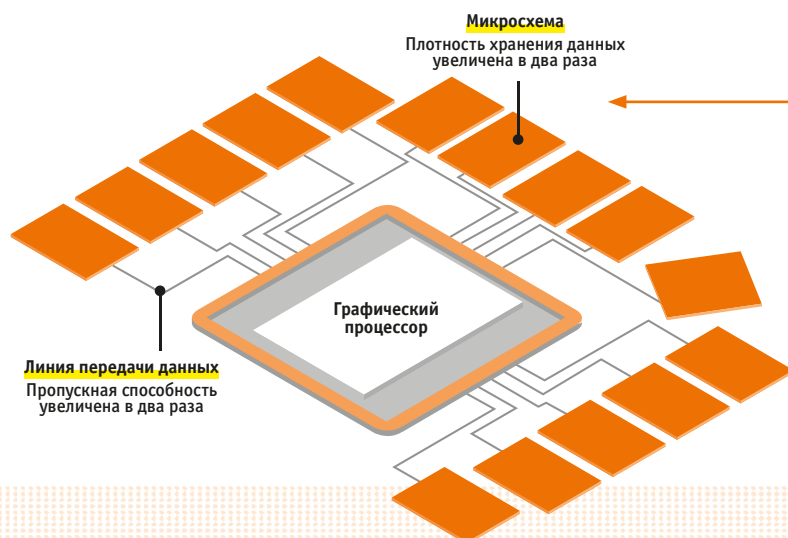 Микросхема
Плотность хранения данных
увеличена в два раза
Графический
процессор
Линия передачи данных
Пропускная способность
увеличена в два раза